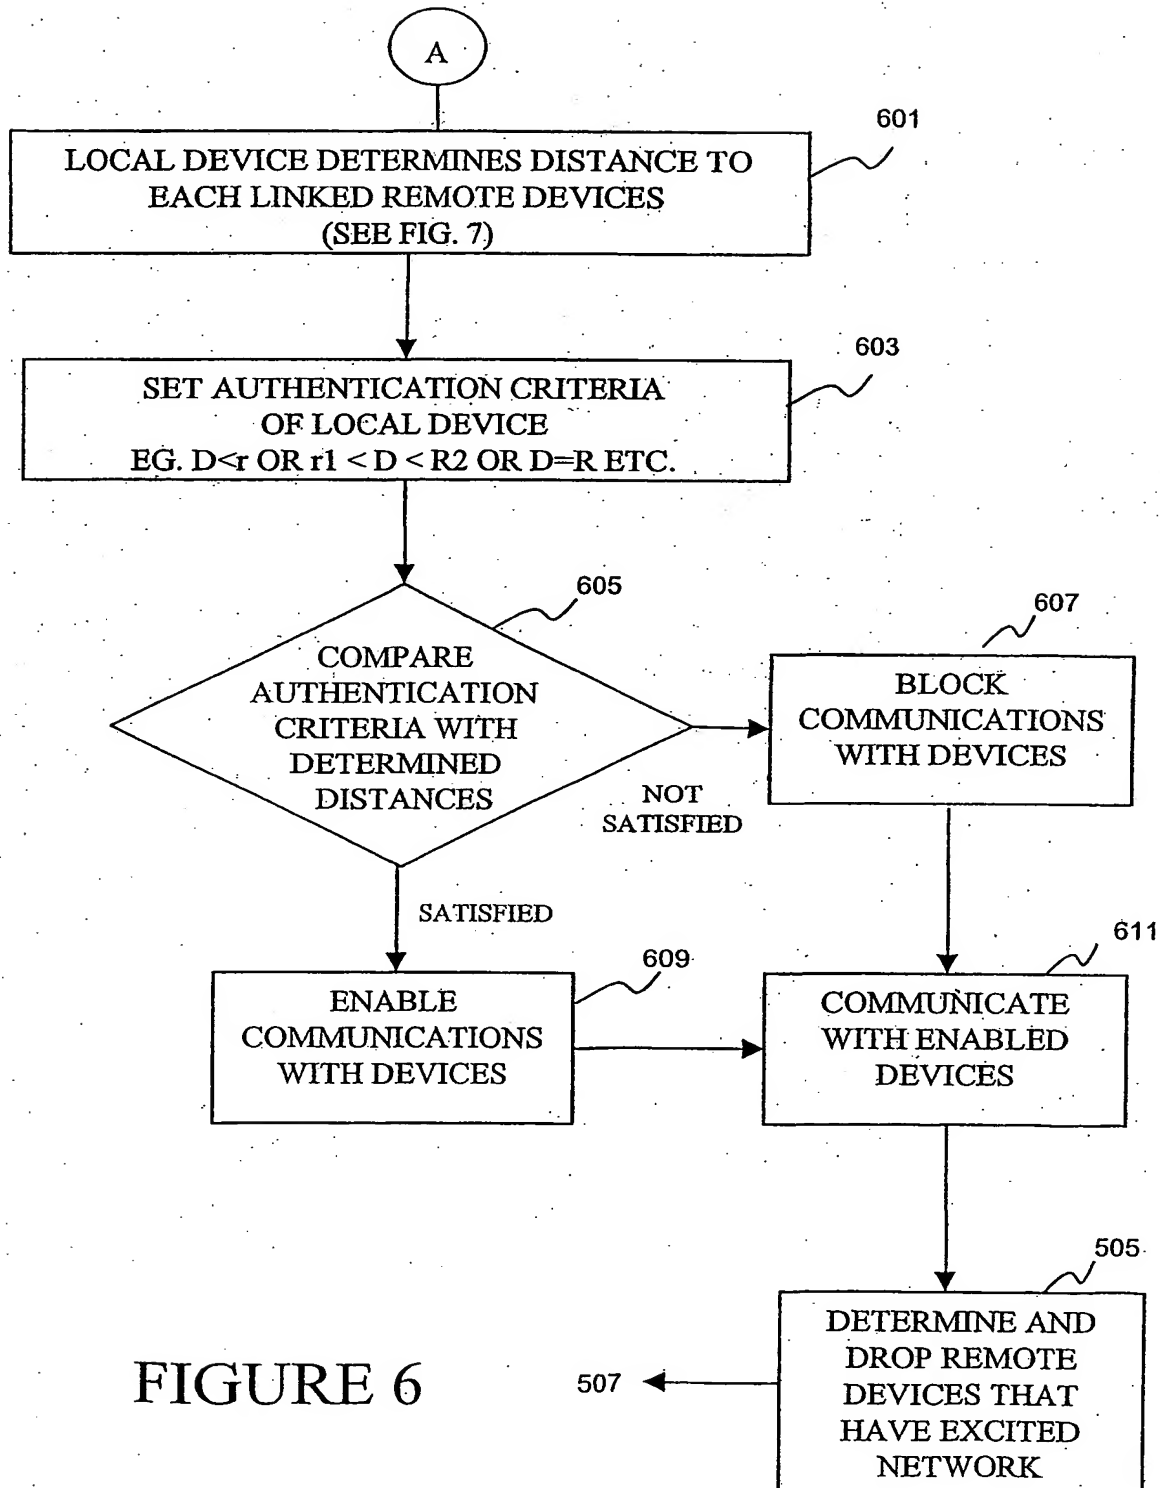 A
601
LOCAL DEVICE DETERMINES DISTANCE TO
EACH LINKED REMOTE DEVICES
(SEE FIG. 7)
603
SET AUTHENTICATION CRITERIA
OF LOCAL DEVICE
EG. D<r OR r1 < D < R2 OR D=R ETC.
605
COMPARE
AUTHENTICATION
CRITERIA WITH
DETERMINED
DISTANCES
607
BLOCK
COMMUNICATIONS
WITH DEVICES
NOT
SATISFIED
SATISFIED
609
ENABLE
COMMUNICATIONS
WITH DEVICES
611
COMMUNICATE
WITH ENABLED
DEVICES
505
DETERMINE AND
DROP REMOTE
DEVICES THAT
HAVE EXCITED
NETWORK
507
FIGURE 6